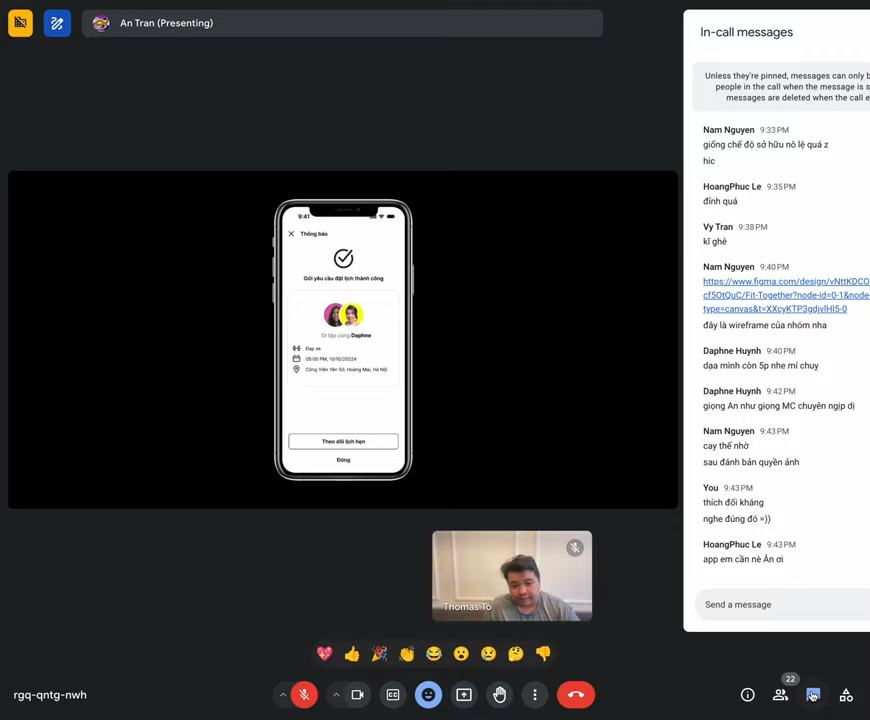 An Tran (Presenting)
In-call messages
Unless they're pinned, messages can only b
people in the call when the message is s
messages are deleted when the call e
Nam Nguyen 9:33 PM
giống chế độ sở hữu nô lệ quá z
hic
HoangPhuc Le 9:35 PM
đỉnh quá
Vy Tran 9:38 PM
kĩ ghê
Nam Nguyen 9:40 PM
https://www.figma.com/design/vNttKDCO
cf5OtQuC/Fit-Together?node-id=0-1&node-
type=canvas&t=XXcyKTP3gdjvlHl5-0
đây là wireframe của nhóm nha
Daphne Huynh 9:40 PM
dạa mình còn 5p nhe mí chuỵ
Daphne Huynh 9:42 PM
giọng An như giọng MC chuyên ngịp dị
Nam Nguyen 9:43 PM
cay thế nhờ
sau đánh bản quyền ảnh
You 9:43 PM
thích đối kháng
nghe đúng đó =))
HoangPhuc Le 9:43 PM
app em cần nè Ản ơi
Send a message
9:41
Thông báo
Gửi yêu cầu đặt lịch thành công
Đi tập cùng Daphne
Đạp xe
05:00 PM, 10/10/20224
Công Viên Yên Sở, Hoàng Mai, Hà Nội
Theo dõi lịch hẹn
Đóng
Thomas To
rgq-qntg-nwh
22